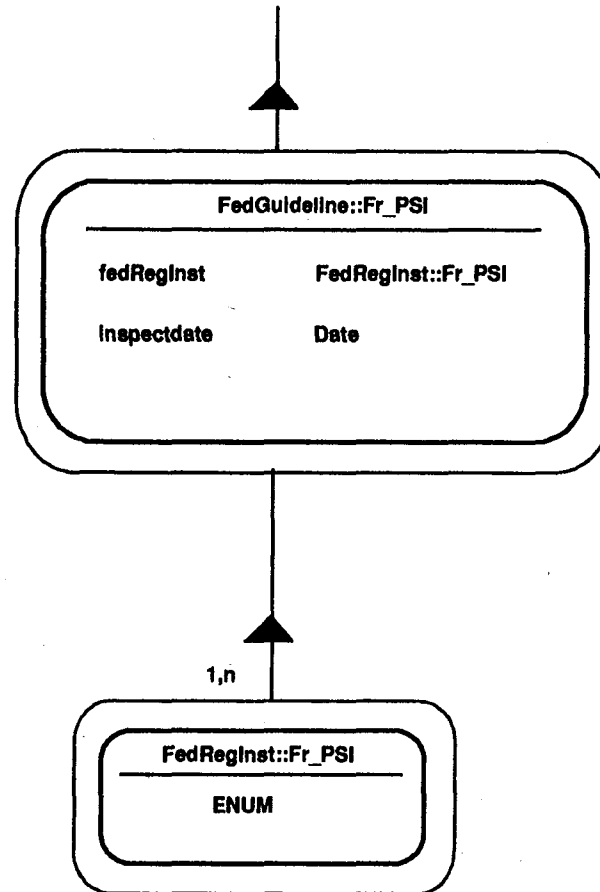 FedGuideline::Fr_PSI
fedRegInst FedRegInst::Fr_PSI
Inspectdate Date
1,n
FedRegInst::Fr_PSI
ENUM